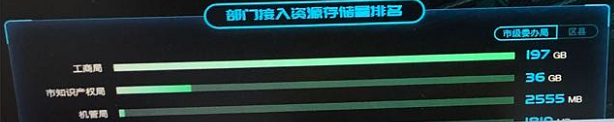 部门接入资源存储量排名
市级委办局 区县
工商局 197 GB
市知识产权局 36 GB
机管局 2555 MB